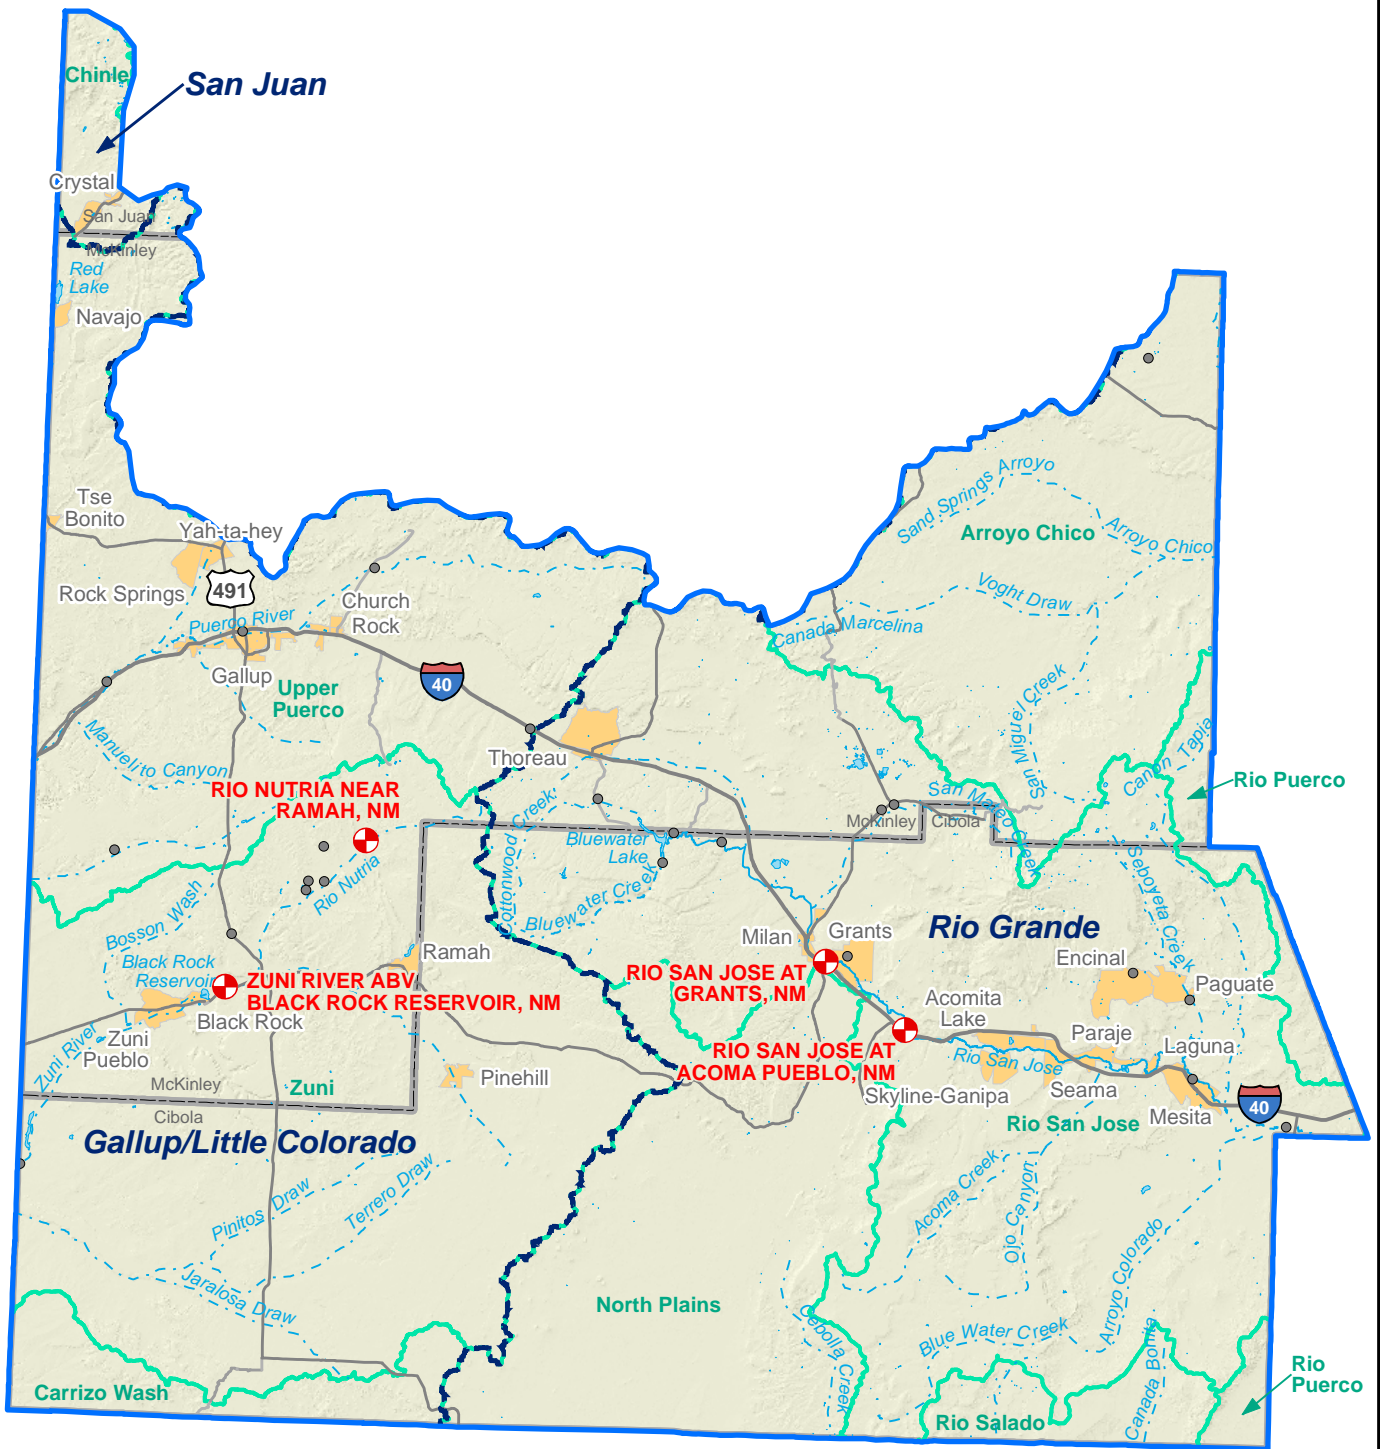 Chinle
San Juan
Crystal
San Juan
McKinley
Red
Lake
Navajo
Tse
Bonito
Yah-ta-hey
Rock Springs
491
Church
Rock
Puerco River
Gallup
40
Upper
Puerco
Thoreau
Manuelito Canyon
RIO NUTRIA NEAR
RAMAH, NM
Rio Nutria
Bosson Wash
Black Rock
Reservoir
ZUNI RIVER ABV
BLACK ROCK RESERVOIR, NM
Black Rock
Zuni
Pueblo
Zuni River
Ramah
McKinley
Cibola
Zuni
Pinehill
Gallup/Little Colorado
Pinitos Draw
Terrero Draw
Jaralosa Draw
Carrizo Wash
Sand Springs Arroyo
Arroyo Chico
Arroyo Chico
Voght Draw
Canada Marcelina
San Miguel Creek
Canon Tapia
Rio Puerco
San Mateo Creek
McKinley
Cibola
Cottonwood Creek
Bluewater
Lake
Bluewater Creek
Seboyeta Creek
Milan
Grants
Rio Grande
RIO SAN JOSE AT
GRANTS, NM
Encinal
Paguate
Acomita
Lake
Paraje
Laguna
RIO SAN JOSE AT
ACOMA PUEBLO, NM
Rio San Jose
Skyline-Ganipa
Seama
Mesita
40
Rio San Jose
Acoma Creek
Ojo Canyon
Arroyo Colorado
North Plains
Cebolla Creek
Blue Water Creek
Canada Bonita
Rio Salado
Rio
Puerco